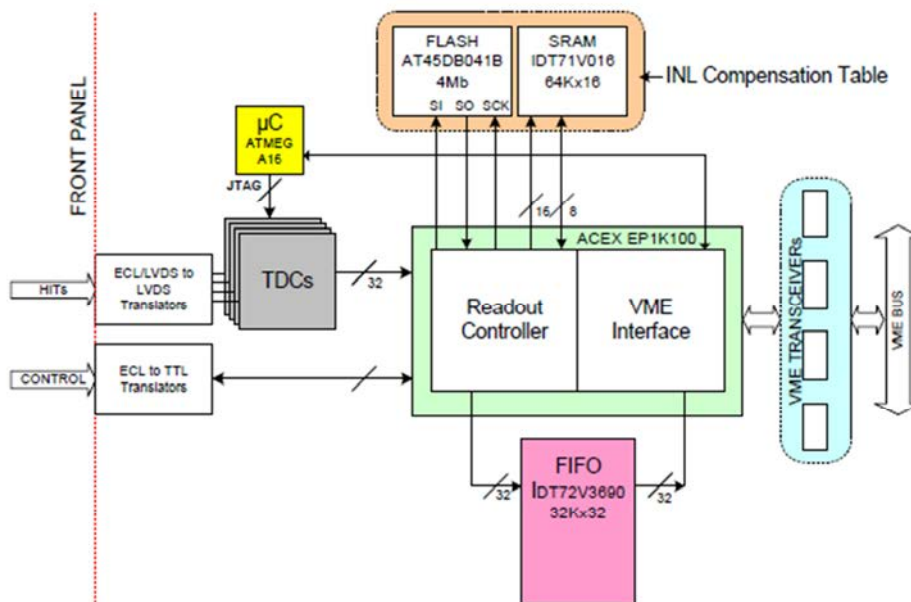 FLASH
AT45DB041B
4Mb
SI SO SCK
SRAM
IDT71V016
64Kx16
INL Compensation Table
FRONT PANEL
µC
ATMEG
A16
JTAG
16
8
ACEX EP1K100
TDCs
32
ECL/LVDS to
LVDS
Translators
HITs
Readout
Controller
VME
Interface
VME TRANSCEIVERs
VME BUS
CONTROL
ECL to TTL
Translators
FIFO
IDT72V3690
32Kx32
32
32